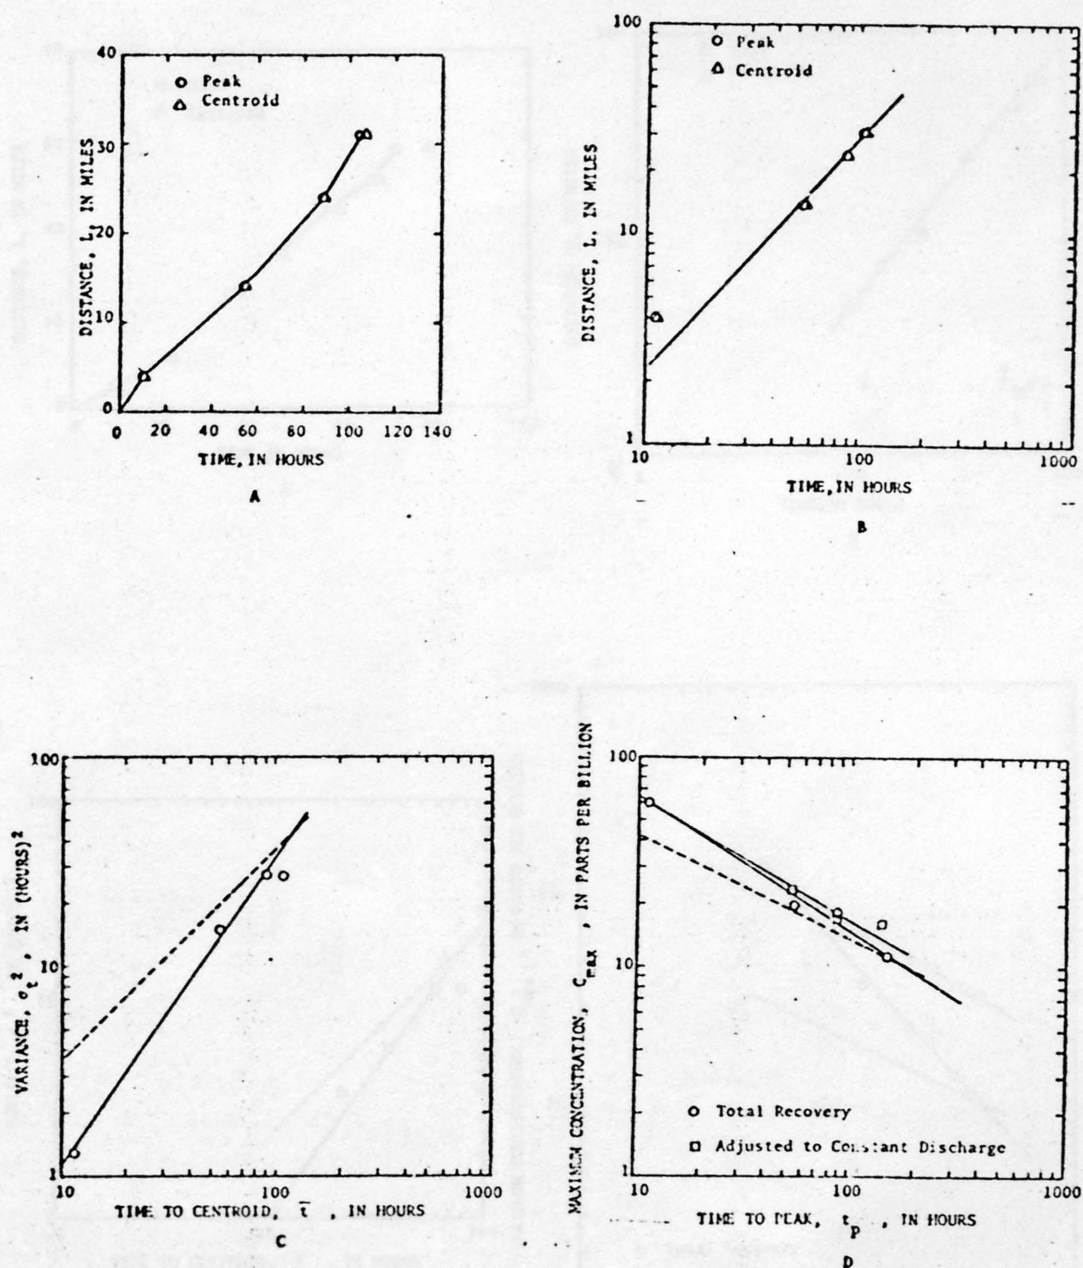 40
30
20
10
0
DISTANCE, L, IN MILES
Peak
Centroid
0 20 40 60 80 100 120 140
TIME, IN HOURS
A
100
10
1
DISTANCE, L, IN MILES
Peak
Centroid
10 100 1000
TIME, IN HOURS
B
100
10
1
VARIANCE, σt², IN (HOURS)²
10 100 1000
TIME TO CENTROID, t̄, IN HOURS
C
100
10
1
MAXIMUM CONCENTRATION, Cmax, IN PARTS PER BILLION
Total Recovery
Adjusted to Constant Discharge
10 100 1000
TIME TO PEAK, tp, IN HOURS
D